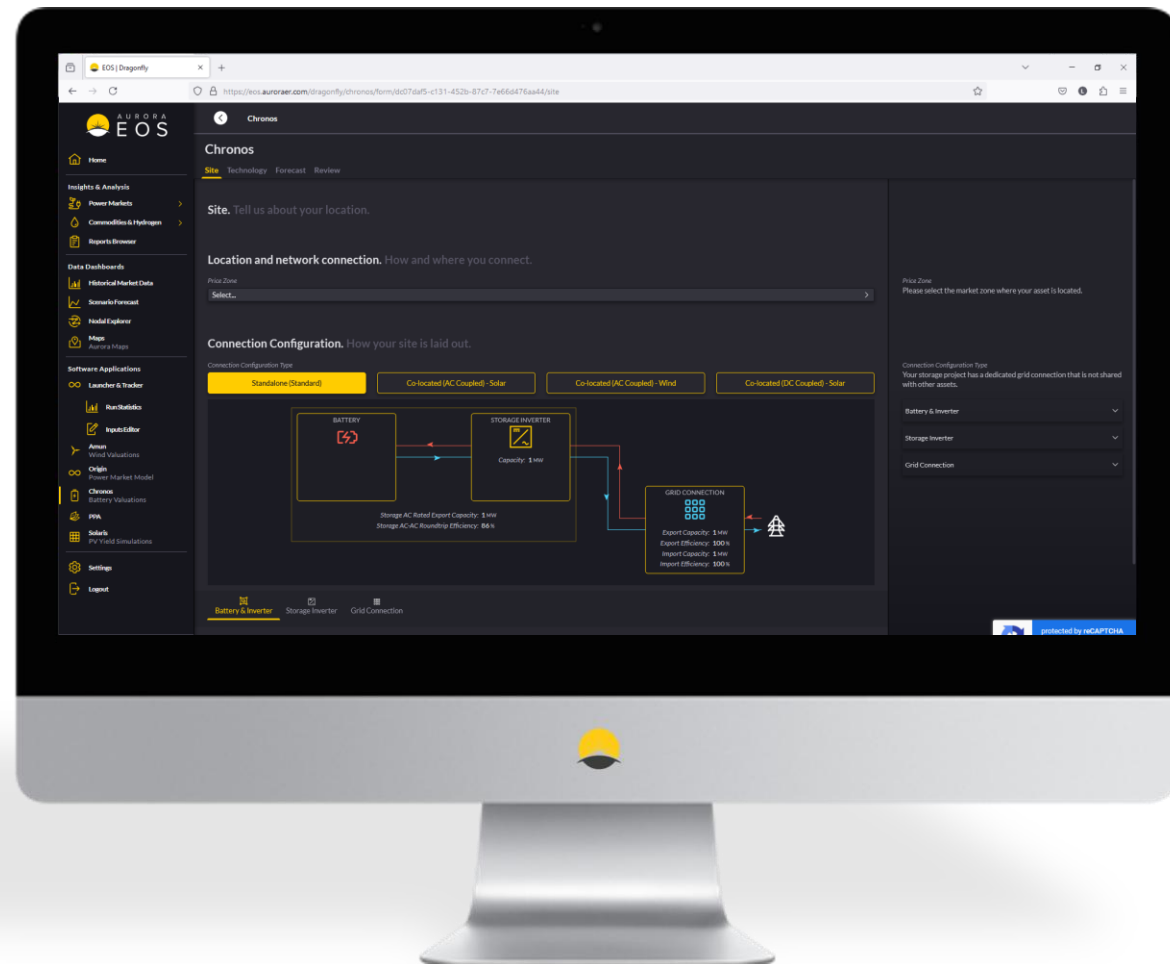 EOS | Dragonfly
https://eos.auroraer.com/dragonfly/chronos/form/dc07daf5-c131-452b-87c7-7e66d476aa44/site
AURORA
EOS
Home
Insights & Analysis
Power Markets
Commodities & Hydrogen
Reports Browser
Data Dashboards
Historical Market Data
Scenario Forecast
Nodal Explorer
Maps
Aurora Maps
Software Applications
Launcher & Tracker
Run Statistics
Inputs Editor
Amun
Wind Valuations
Origin
Power Market Model
Chronos
Battery Valuations
PPA
Solaris
PV Yield Simulations
Settings
Logout
Chronos
Chronos
Site Technology Forecast Review
Site. Tell us about your location.
Location and network connection. How and where you connect.
Price Zone
Select...
Connection Configuration. How your site is laid out.
Connection Configuration Type
Standalone (Standard) Co-located (AC Coupled) - Solar Co-located (AC Coupled) - Wind Co-located (DC Coupled) - Solar
BATTERY
STORAGE INVERTER
Capacity: 1 MW
Storage AC Rated Export Capacity: 1 MW
Storage AC-AC Roundtrip Efficiency: 86 %
GRID CONNECTION
Export Capacity: 1 MW
Export Efficiency: 100 %
Import Capacity: 1 MW
Import Efficiency: 100 %
Battery & Inverter Storage Inverter Grid Connection
Price Zone
Please select the market zone where your asset is located.
Connection Configuration Type
Your storage project has a dedicated grid connection that is not shared
with other assets.
Battery & Inverter
Storage Inverter
Grid Connection
protected by reCAPTCHA